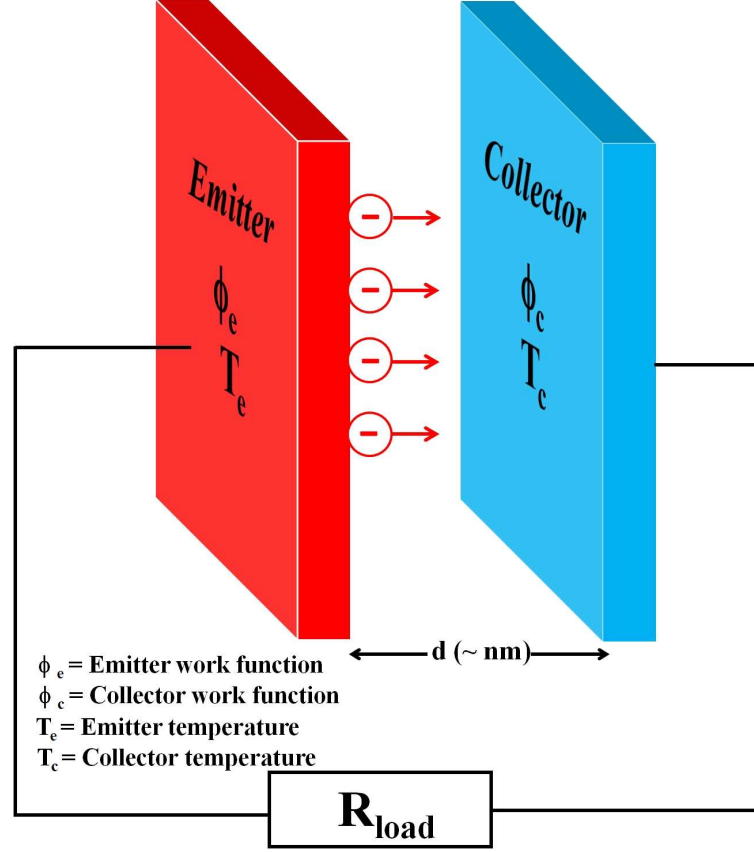 Emitter
ϕe
Te
Collector
ϕc
Tc
− 
− 
− 
− 
d (~ nm)
ϕ e = Emitter work function
ϕ c = Collector work function
Te = Emitter temperature
Tc = Collector temperature
Rload